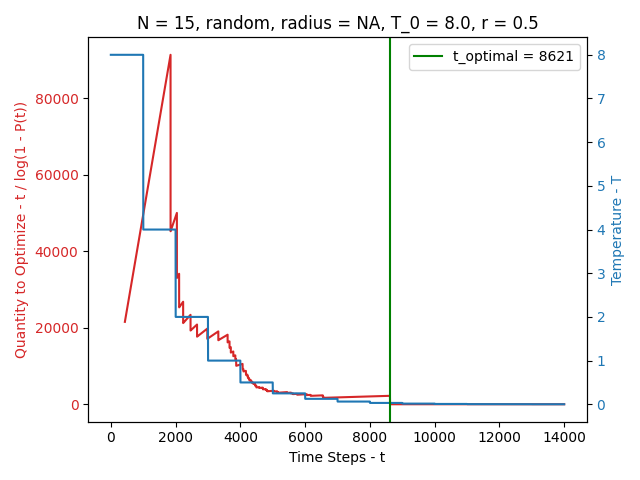 N = 15, random, radius = NA, T_0 = 8.0, r = 0.5
t_optimal = 8621
Quantity to Optimize - t / log(1 - P(t))
80000
60000
40000
20000
0
8
7
6
5
4
3
2
1
0
Temperature - T
0 2000 4000 6000 8000 10000 12000 14000
Time Steps - t